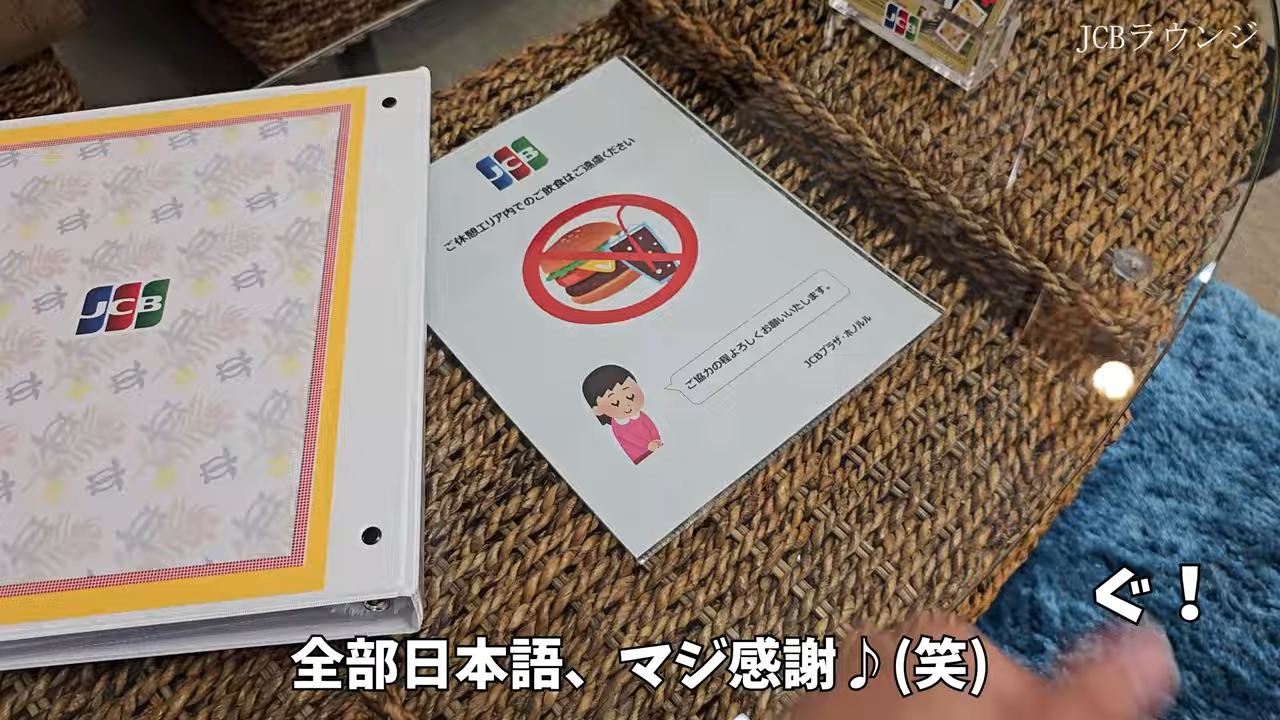 JCBラウンジ
JCB
JCB
ご休憩エリア内でのご飲食はご遠慮ください
ご協力の程よろしくお願いいたします。
JCBプラザ・ホノルル
JCB
ぐ！
全部日本語、マジ感謝♪(笑)